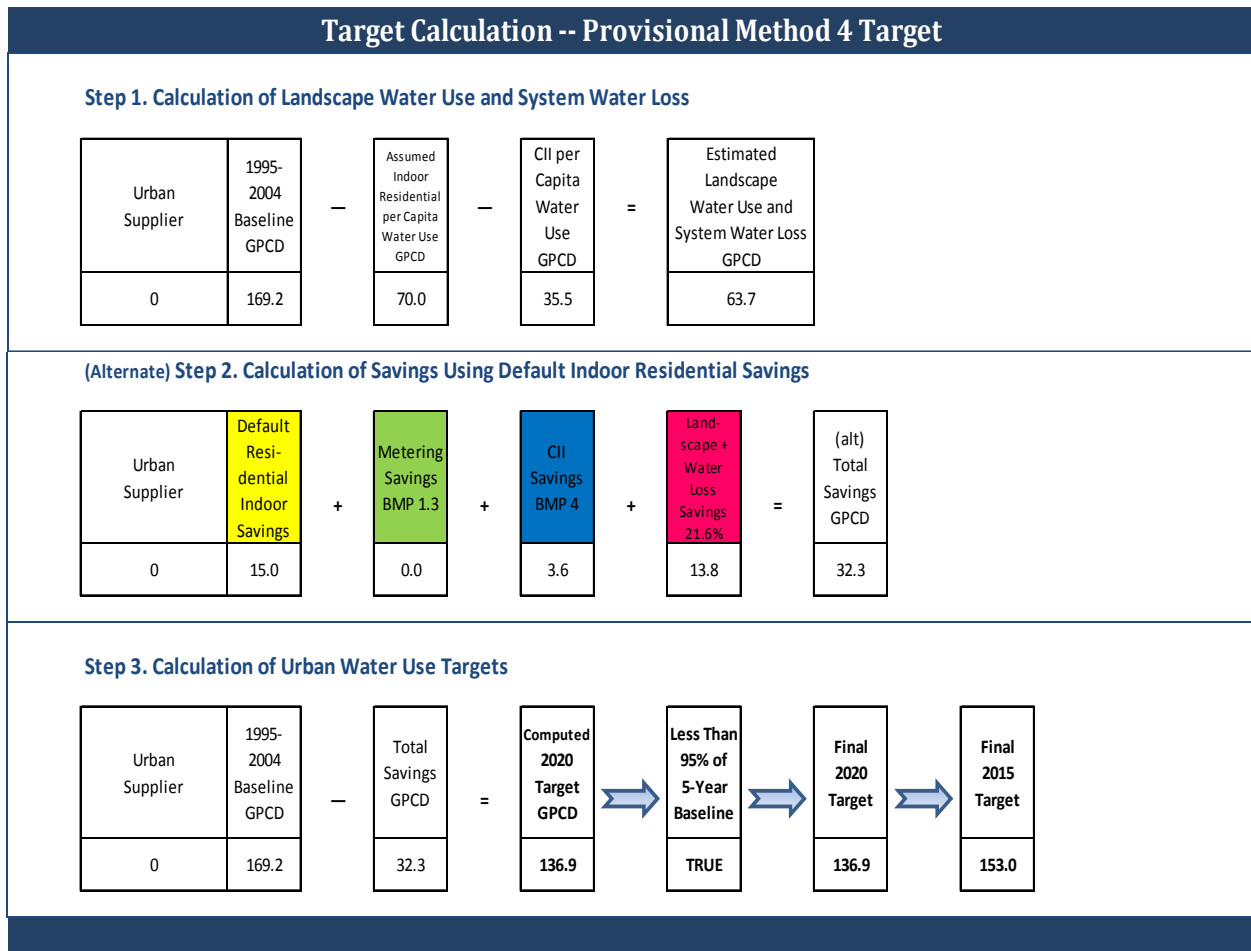 Target Calculation -- Provisional Method 4 Target
Step 1. Calculation of Landscape Water Use and System Water Loss
Urban
Supplier
1995-
2004
Baseline
GPCD
—
Assumed
Indoor
Residential
per Capita
Water Use
GPCD
—
CII per
Capita
Water
Use
GPCD
=
Estimated
Landscape
Water Use and
System Water Loss
GPCD
0
169.2
70.0
35.5
63.7
(Alternate) Step 2. Calculation of Savings Using Default Indoor Residential Savings
Urban
Supplier
Default
Resi-
dential
Indoor
Savings
+
Metering
Savings
BMP 1.3
+
CII
Savings
BMP 4
+
Land-
scape +
Water
Loss
Savings
21.6%
=
(alt)
Total
Savings
GPCD
0
15.0
0.0
3.6
13.8
32.3
Step 3. Calculation of Urban Water Use Targets
Urban
Supplier
1995-
2004
Baseline
GPCD
—
Total
Savings
GPCD
=
Computed
2020
Target
GPCD
Less Than
95% of
5-Year
Baseline
Final
2020
Target
Final
2015
Target
0
169.2
32.3
136.9
TRUE
136.9
153.0